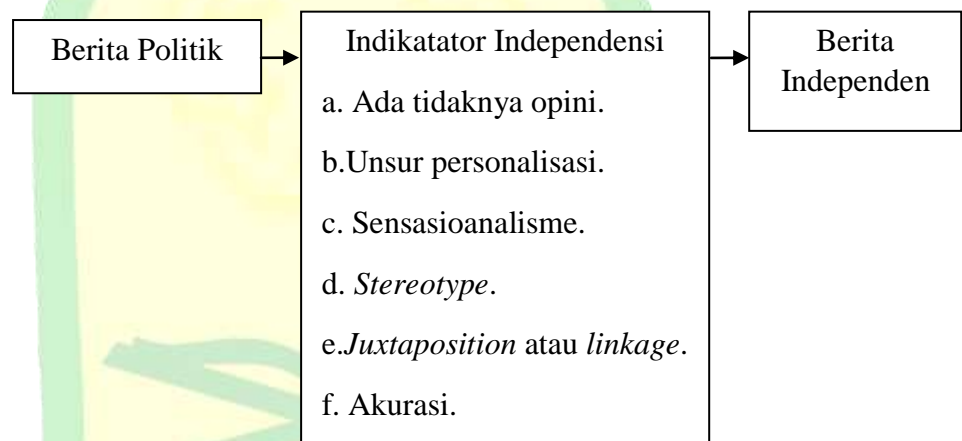 Berita Politik
Indikatator Independensi
a. Ada tidaknya opini.
b.Unsur personalisasi.
c. Sensasioanalisme.
d. Stereotype.
e.Juxtaposition atau linkage.
f. Akurasi.
Berita
Independen